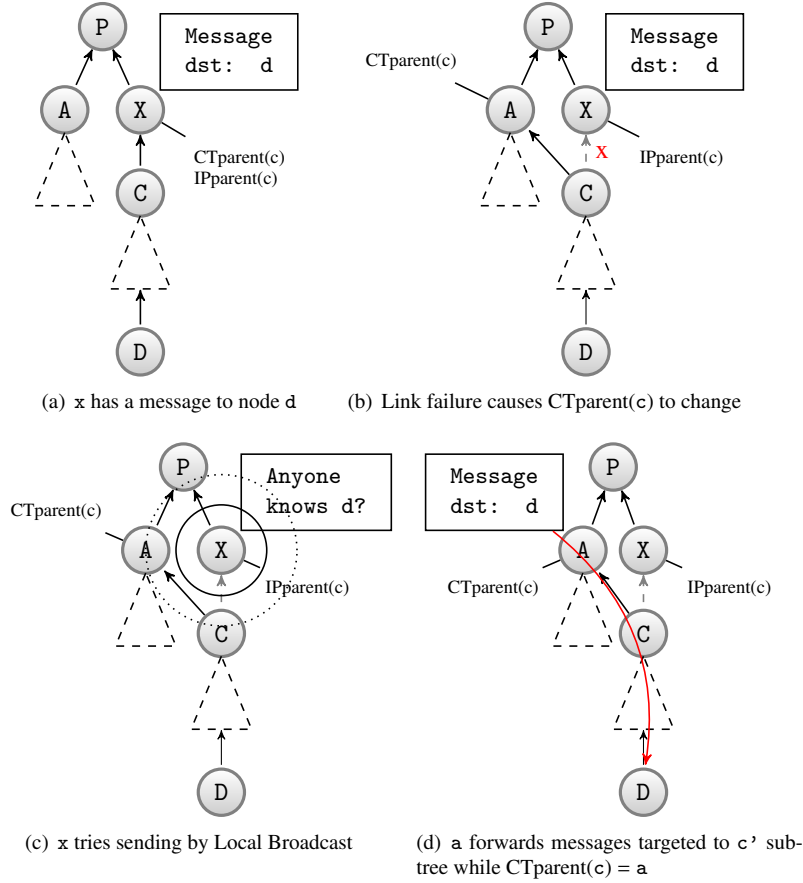 P
Message
dst: d
A
X
CTparent(c)
IPparent(c)
C
D
(a) x has a message to node d
P
Message
dst: d
CTparent(c)
A
X
X
IPparent(c)
C
D
(b) Link failure causes CTparent(c) to change
P
Anyone
knows d?
CTparent(c)
A
X
IPparent(c)
C
D
(c) x tries sending by Local Broadcast
Message
dst: d
P
A
X
CTparent(c)
IPparent(c)
C
D
(d) a forwards messages targeted to c' sub-
tree while CTparent(c) = a